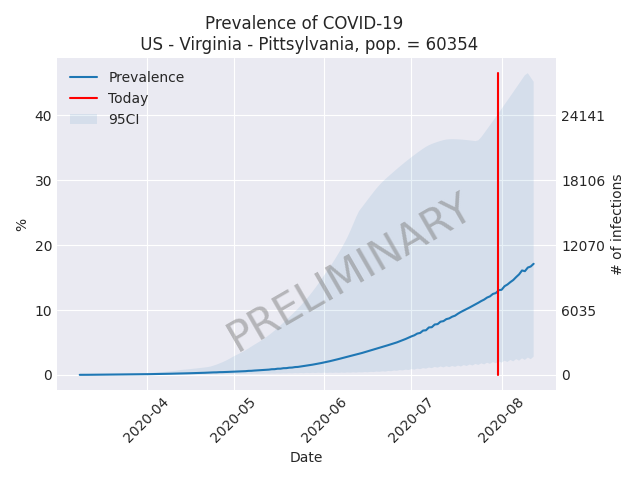 Prevalence of COVID-19
US - Virginia - Pittsylvania, pop. = 60354
Prevalence
Today
95CI
40
30
20
10
0
%
24141
18106
12070
6035
0
# of infections
PRELIMINARY
2020-04
2020-05
2020-06
2020-07
2020-08
Date